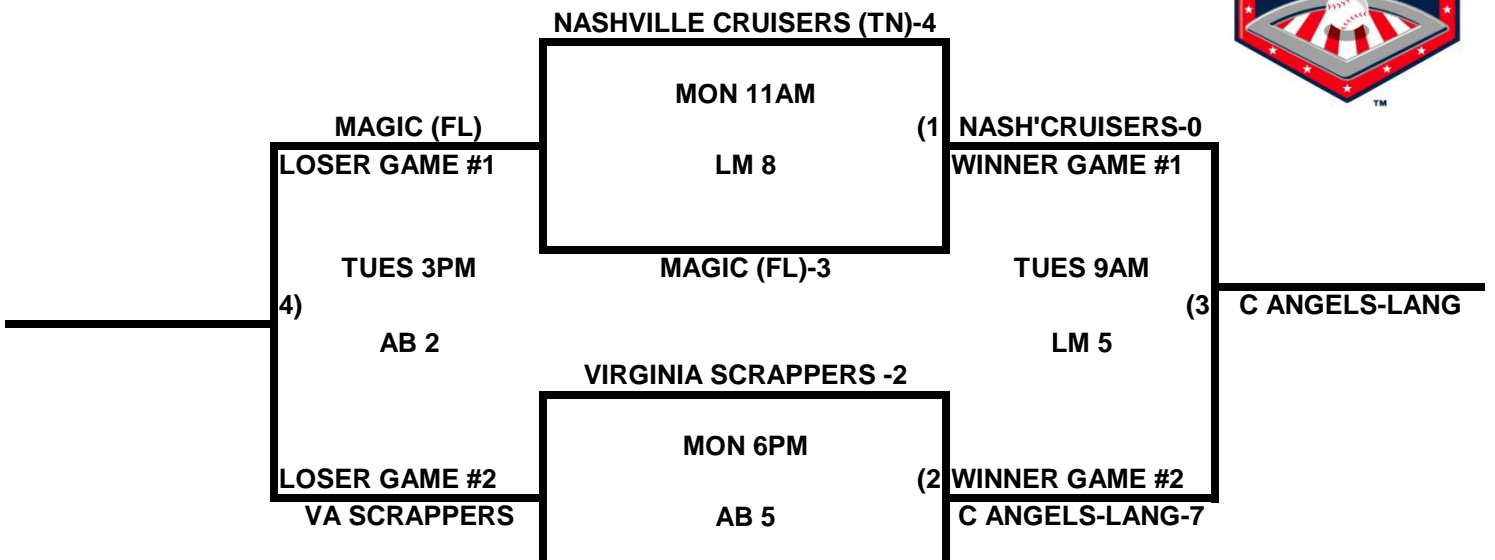 NASHVILLE CRUISERS (TN)-4
MON 11AM
TM
MAGIC (FL)
(1
NASH'CRUISERS-0
LOSER GAME #1
LM 8
WINNER GAME #1
TUES 3PM
MAGIC (FL)-3
TUES 9AM
4)
(3
C ANGELS-LANG
AB 2
LM 5
VIRGINIA SCRAPPERS -2
MON 6PM
LOSER GAME #2
(2
WINNER GAME #2
VA SCRAPPERS
AB 5
C ANGELS-LANG-7